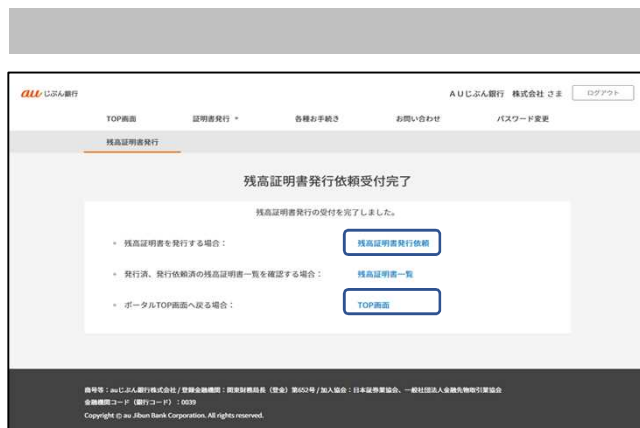 au じぶん銀行
AUじぶん銀行 株式会社 さま
ログアウト
TOP画面 証明書発行 各種お手続き お問い合わせ パスワード変更
残高証明書発行
残高証明書発行依頼受付完了
残高証明書発行の受付を完了しました。
残高証明書を発行する場合： 残高証明書発行依頼
発行済、発行依頼済の残高証明書一覧を確認する場合： 残高証明書一覧
ポータルTOP画面へ戻る場合： TOP画面
商号等：auじぶん銀行株式会社 / 登録金融機関：関東財務局長（登金）第652号 / 加入協会：日本証券業協会、一般社団法人金融先物取引業協会
金融機関コード（銀行コード）：0039
Copyright © au Jibun Bank Corporation. All rights reserved.